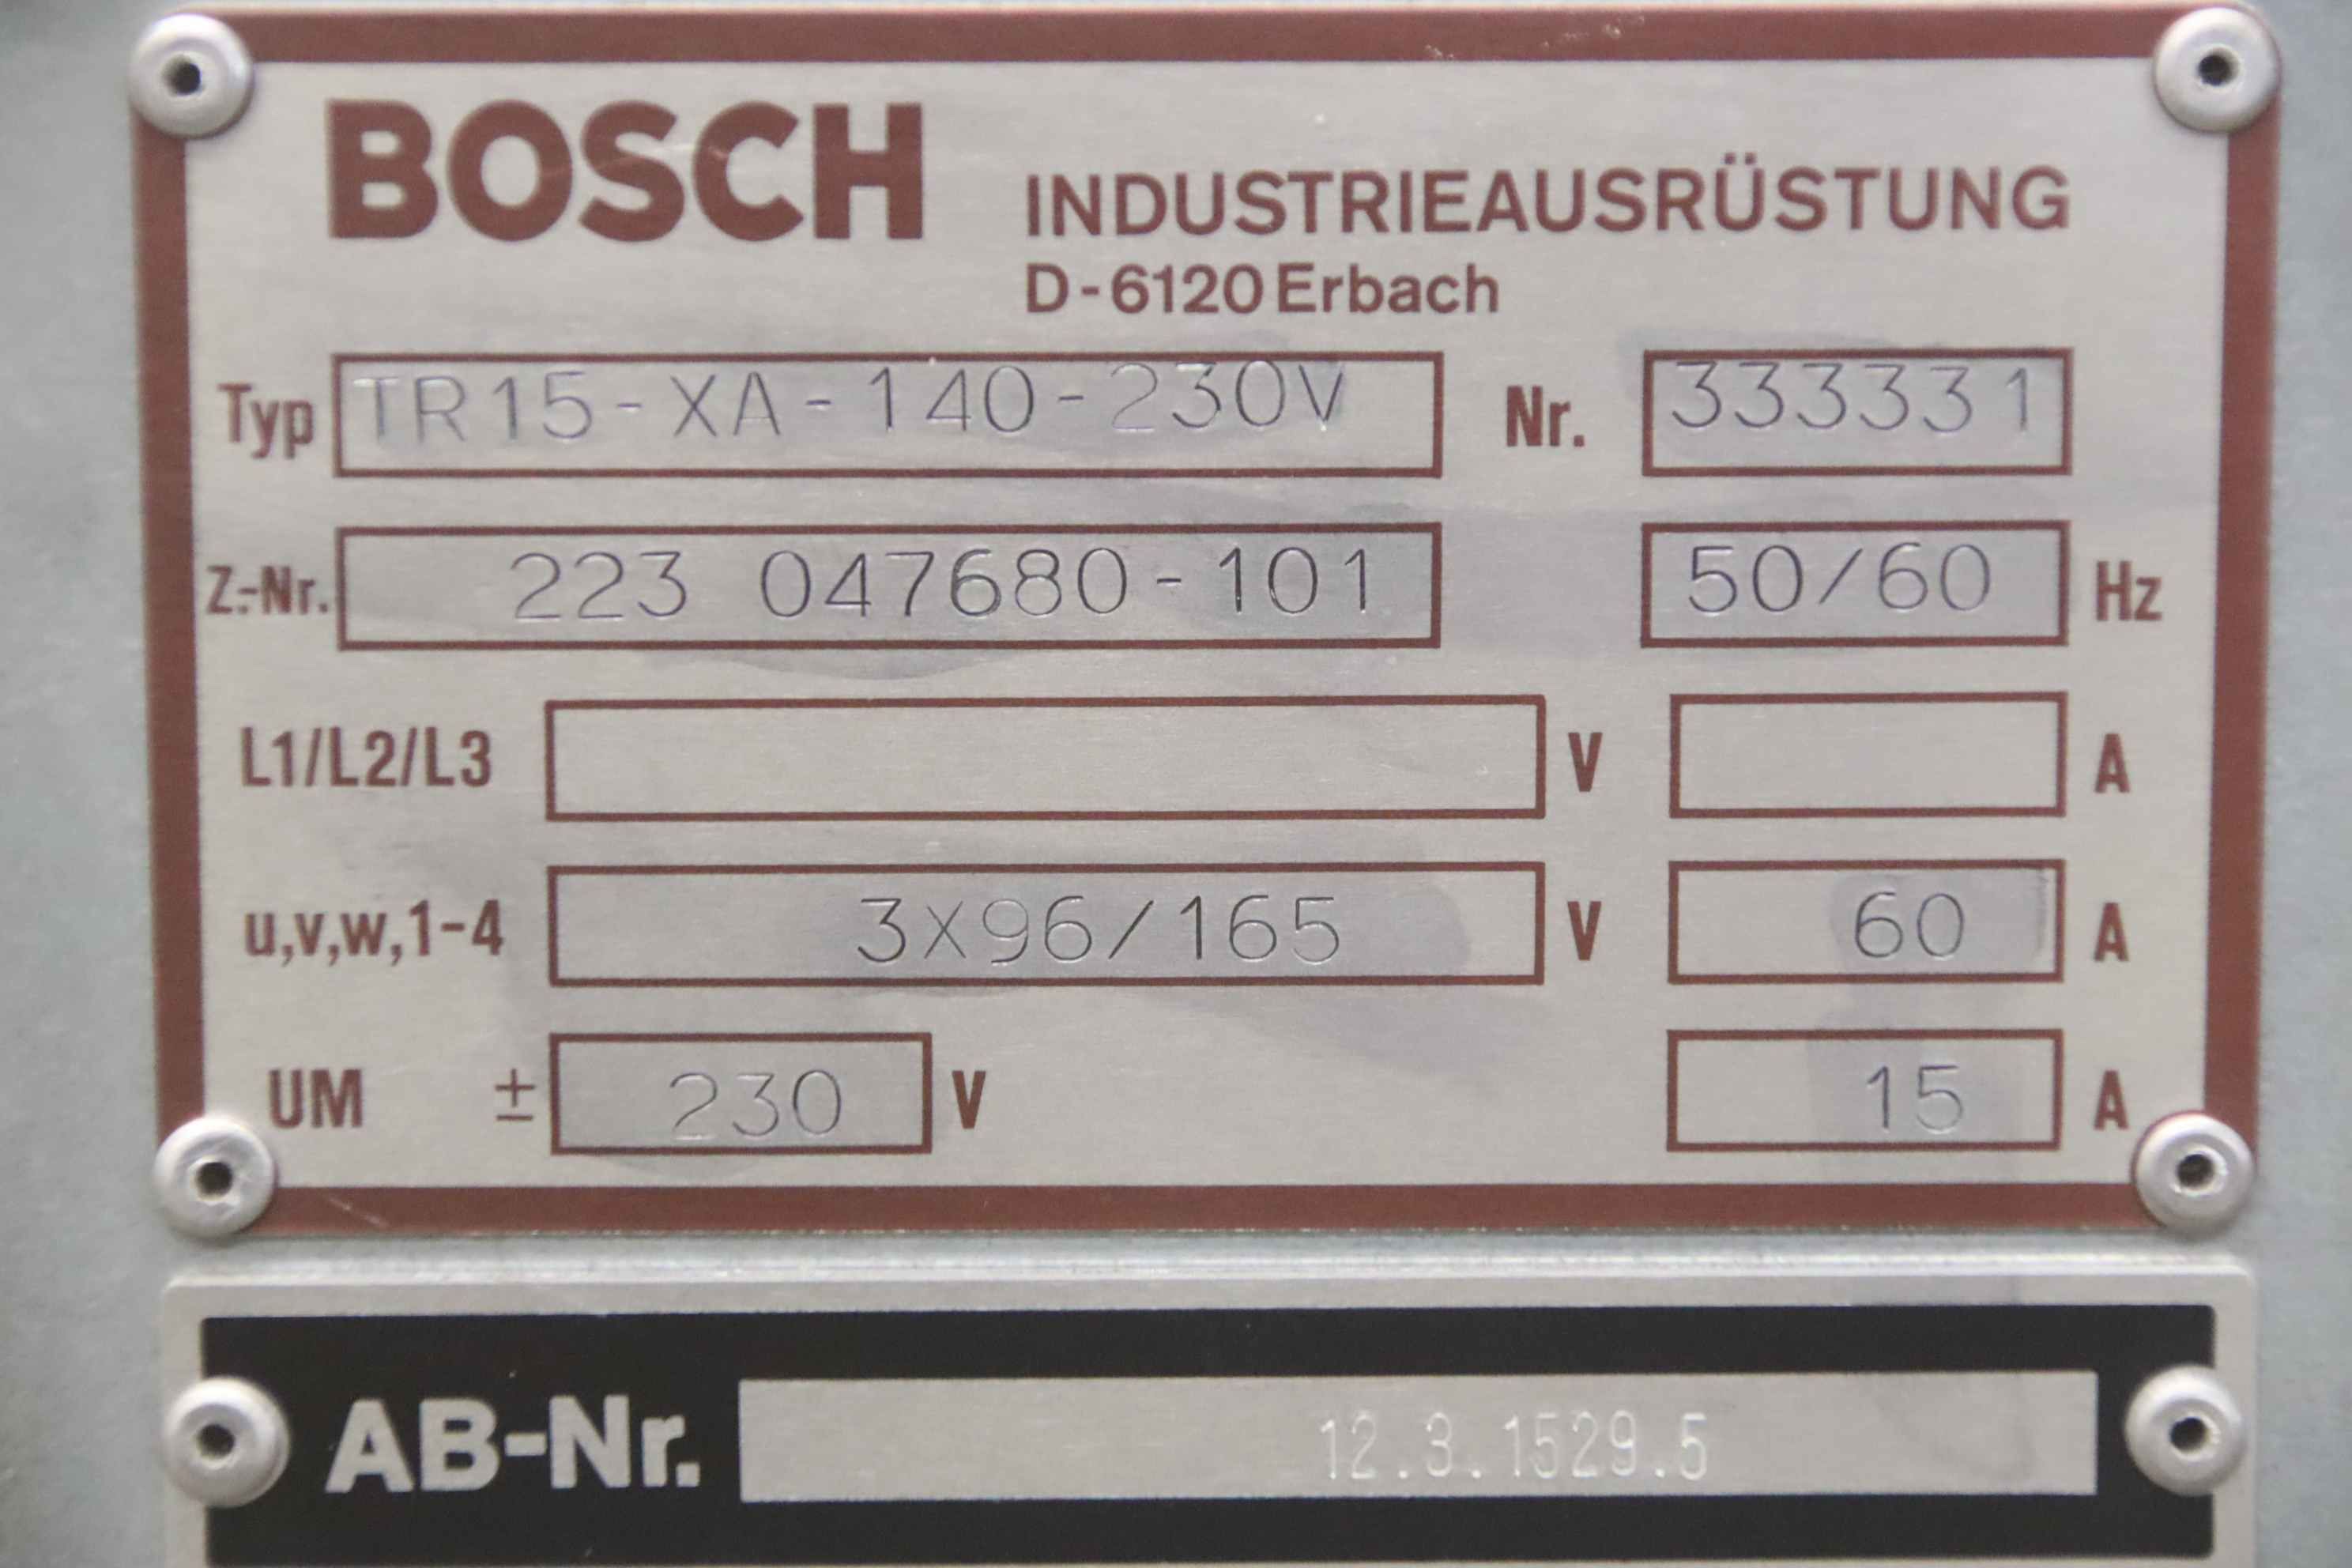 BOSCH INDUSTRIEAUSRÜSTUNG
D-6120 Erbach
Typ TR15-XA-140-230V Nr. 333331
Z.-Nr. 223 047680-101 50/60 Hz
L1/L2/L3 V A
u,v,w,1-4 3X96/165 V 60 A
UM ± 230 V 15 A
AB-Nr. 12.3.1529.5